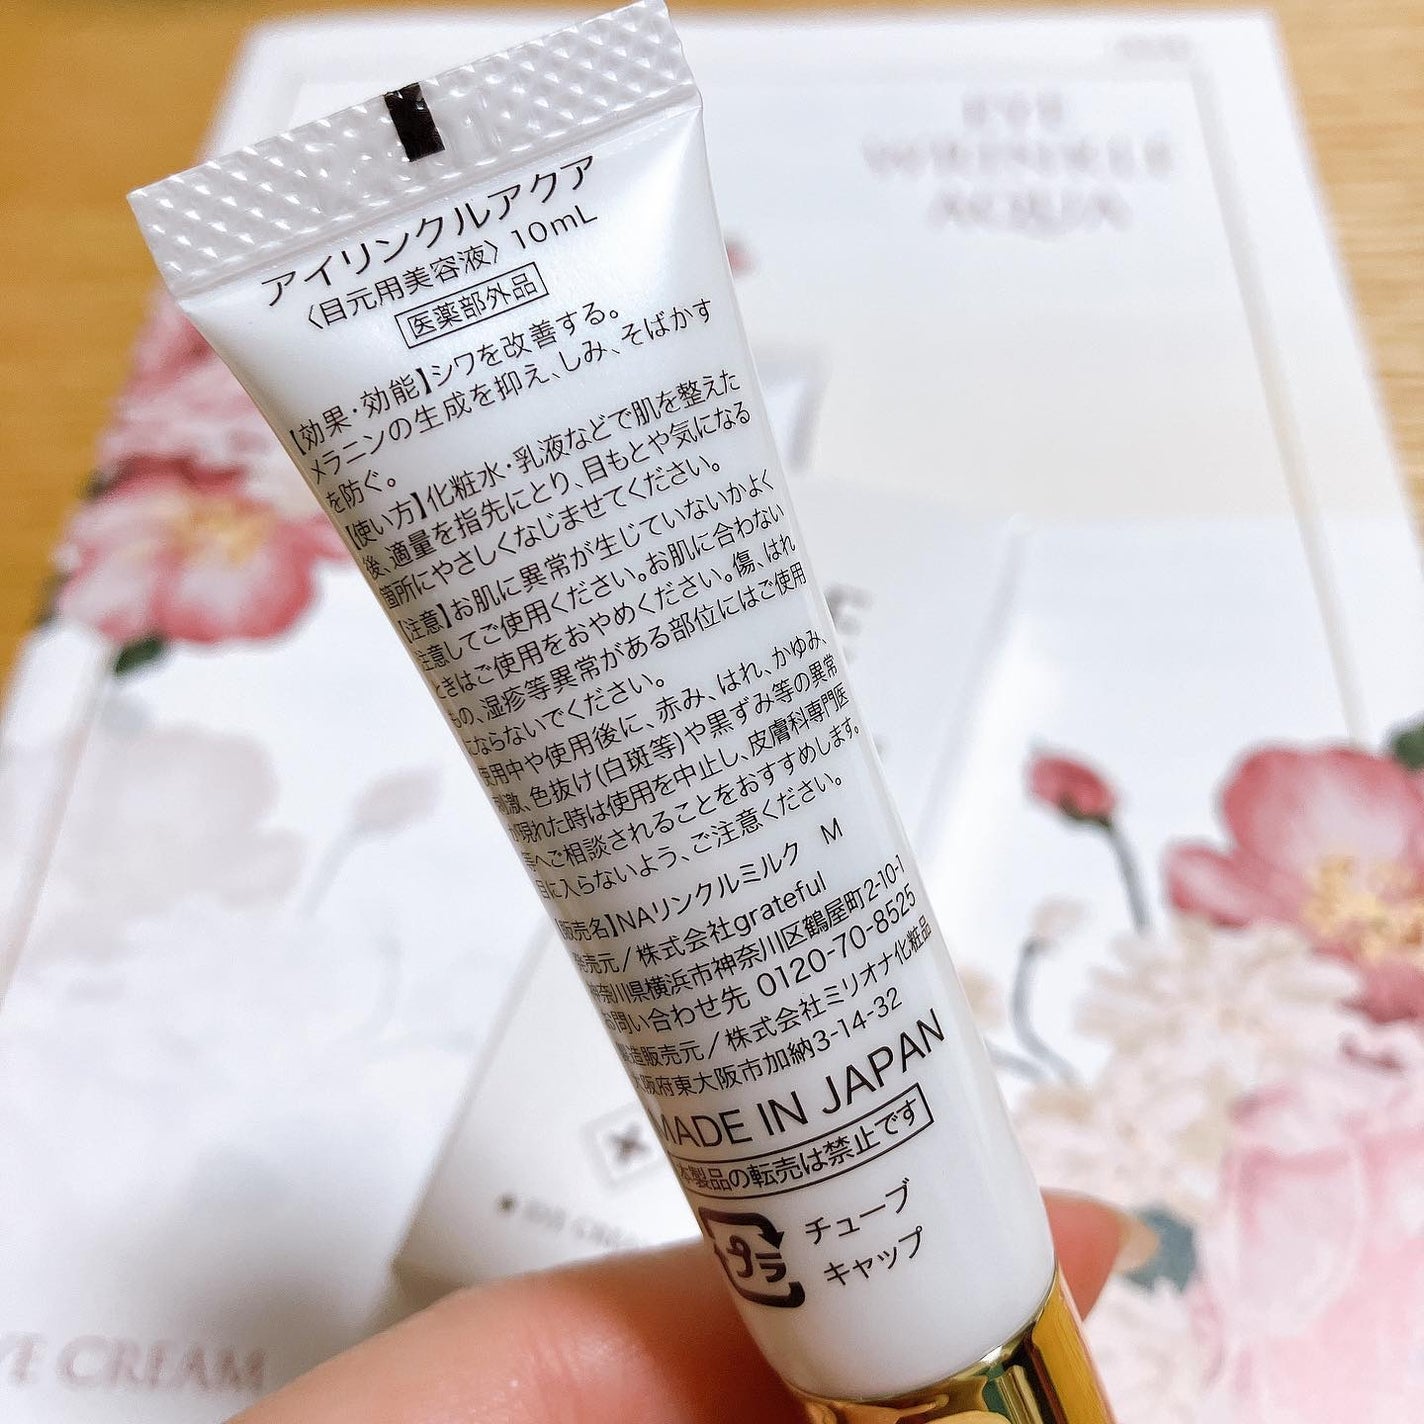 EYE
WRINKLE
AQUA
アイリンクルアクア
〈目元用美容液〉 10mL
医薬部外品
【効果・効能】シワを改善する。
メラニンの生成を抑え、しみ、そばかす
を防ぐ。
【使い方】化粧水・乳液などで肌を整えた
後、適量を指先にとり、目もとや気になる
箇所にやさしくなじませてください。
【注意】お肌に異常が生じていないかよく
注意してご使用ください。お肌に合わない
ときはご使用をおやめください。傷、はれ
もの、湿疹等異常がある部位にはご使用
にならないでください。
使用中や使用後に、赤み、はれ、かゆみ、
刺激、色抜け(白斑等)や黒ずみ等の異常
が現れた時は使用を中止し、皮膚科専門医
等へご相談されることをおすすめします。
目に入らないよう、ご注意ください。
【販売名】NAリンクルミルク M
発売元/株式会社grateful
神奈川県横浜市神奈川区鶴屋町2-10-1
お問い合わせ先 0120-70-8525
製造販売元/株式会社ミリオナ化粧品
大阪府東大阪市加納3-14-32
MADE IN JAPAN
本製品の転売は禁止です
プラ
チューブ
キャップ
EYE CREAM